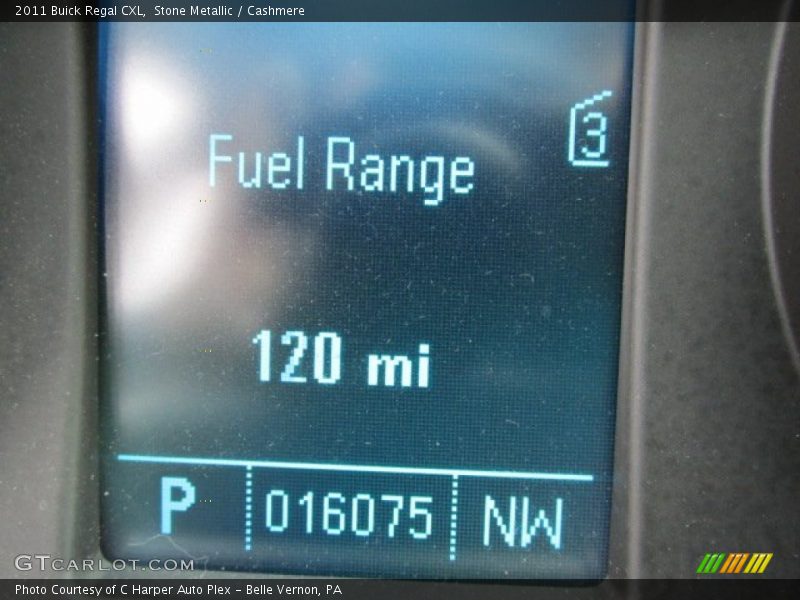 2011 Buick Regal CXL, Stone Metallic / Cashmere
3
Fuel Range
120 mi
P 016075 NW
GTCARLOT.COM
Photo Courtesy of C Harper Auto Plex - Belle Vernon, PA